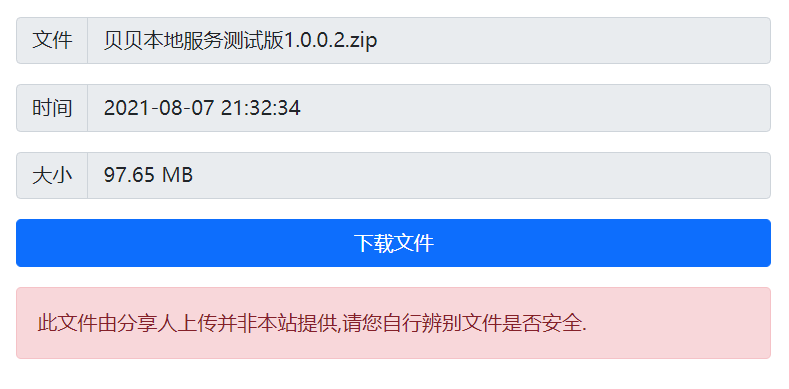 文件 贝贝本地服务测试版1.0.0.2.zip
时间 2021-08-07 21:32:34
大小 97.65 MB
下载文件
此文件由分享人上传并非本站提供,请您自行辨别文件是否安全.